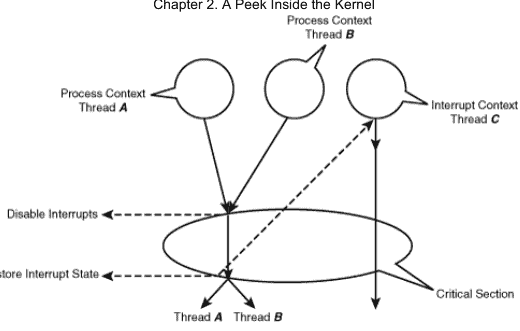 Chapter 2. A Peek Inside the Kernel
Process Context
Thread B
Process Context
Thread A
Interrupt Context
Thread C
Disable Interrupts
store Interrupt State
Critical Section
Thread A Thread B